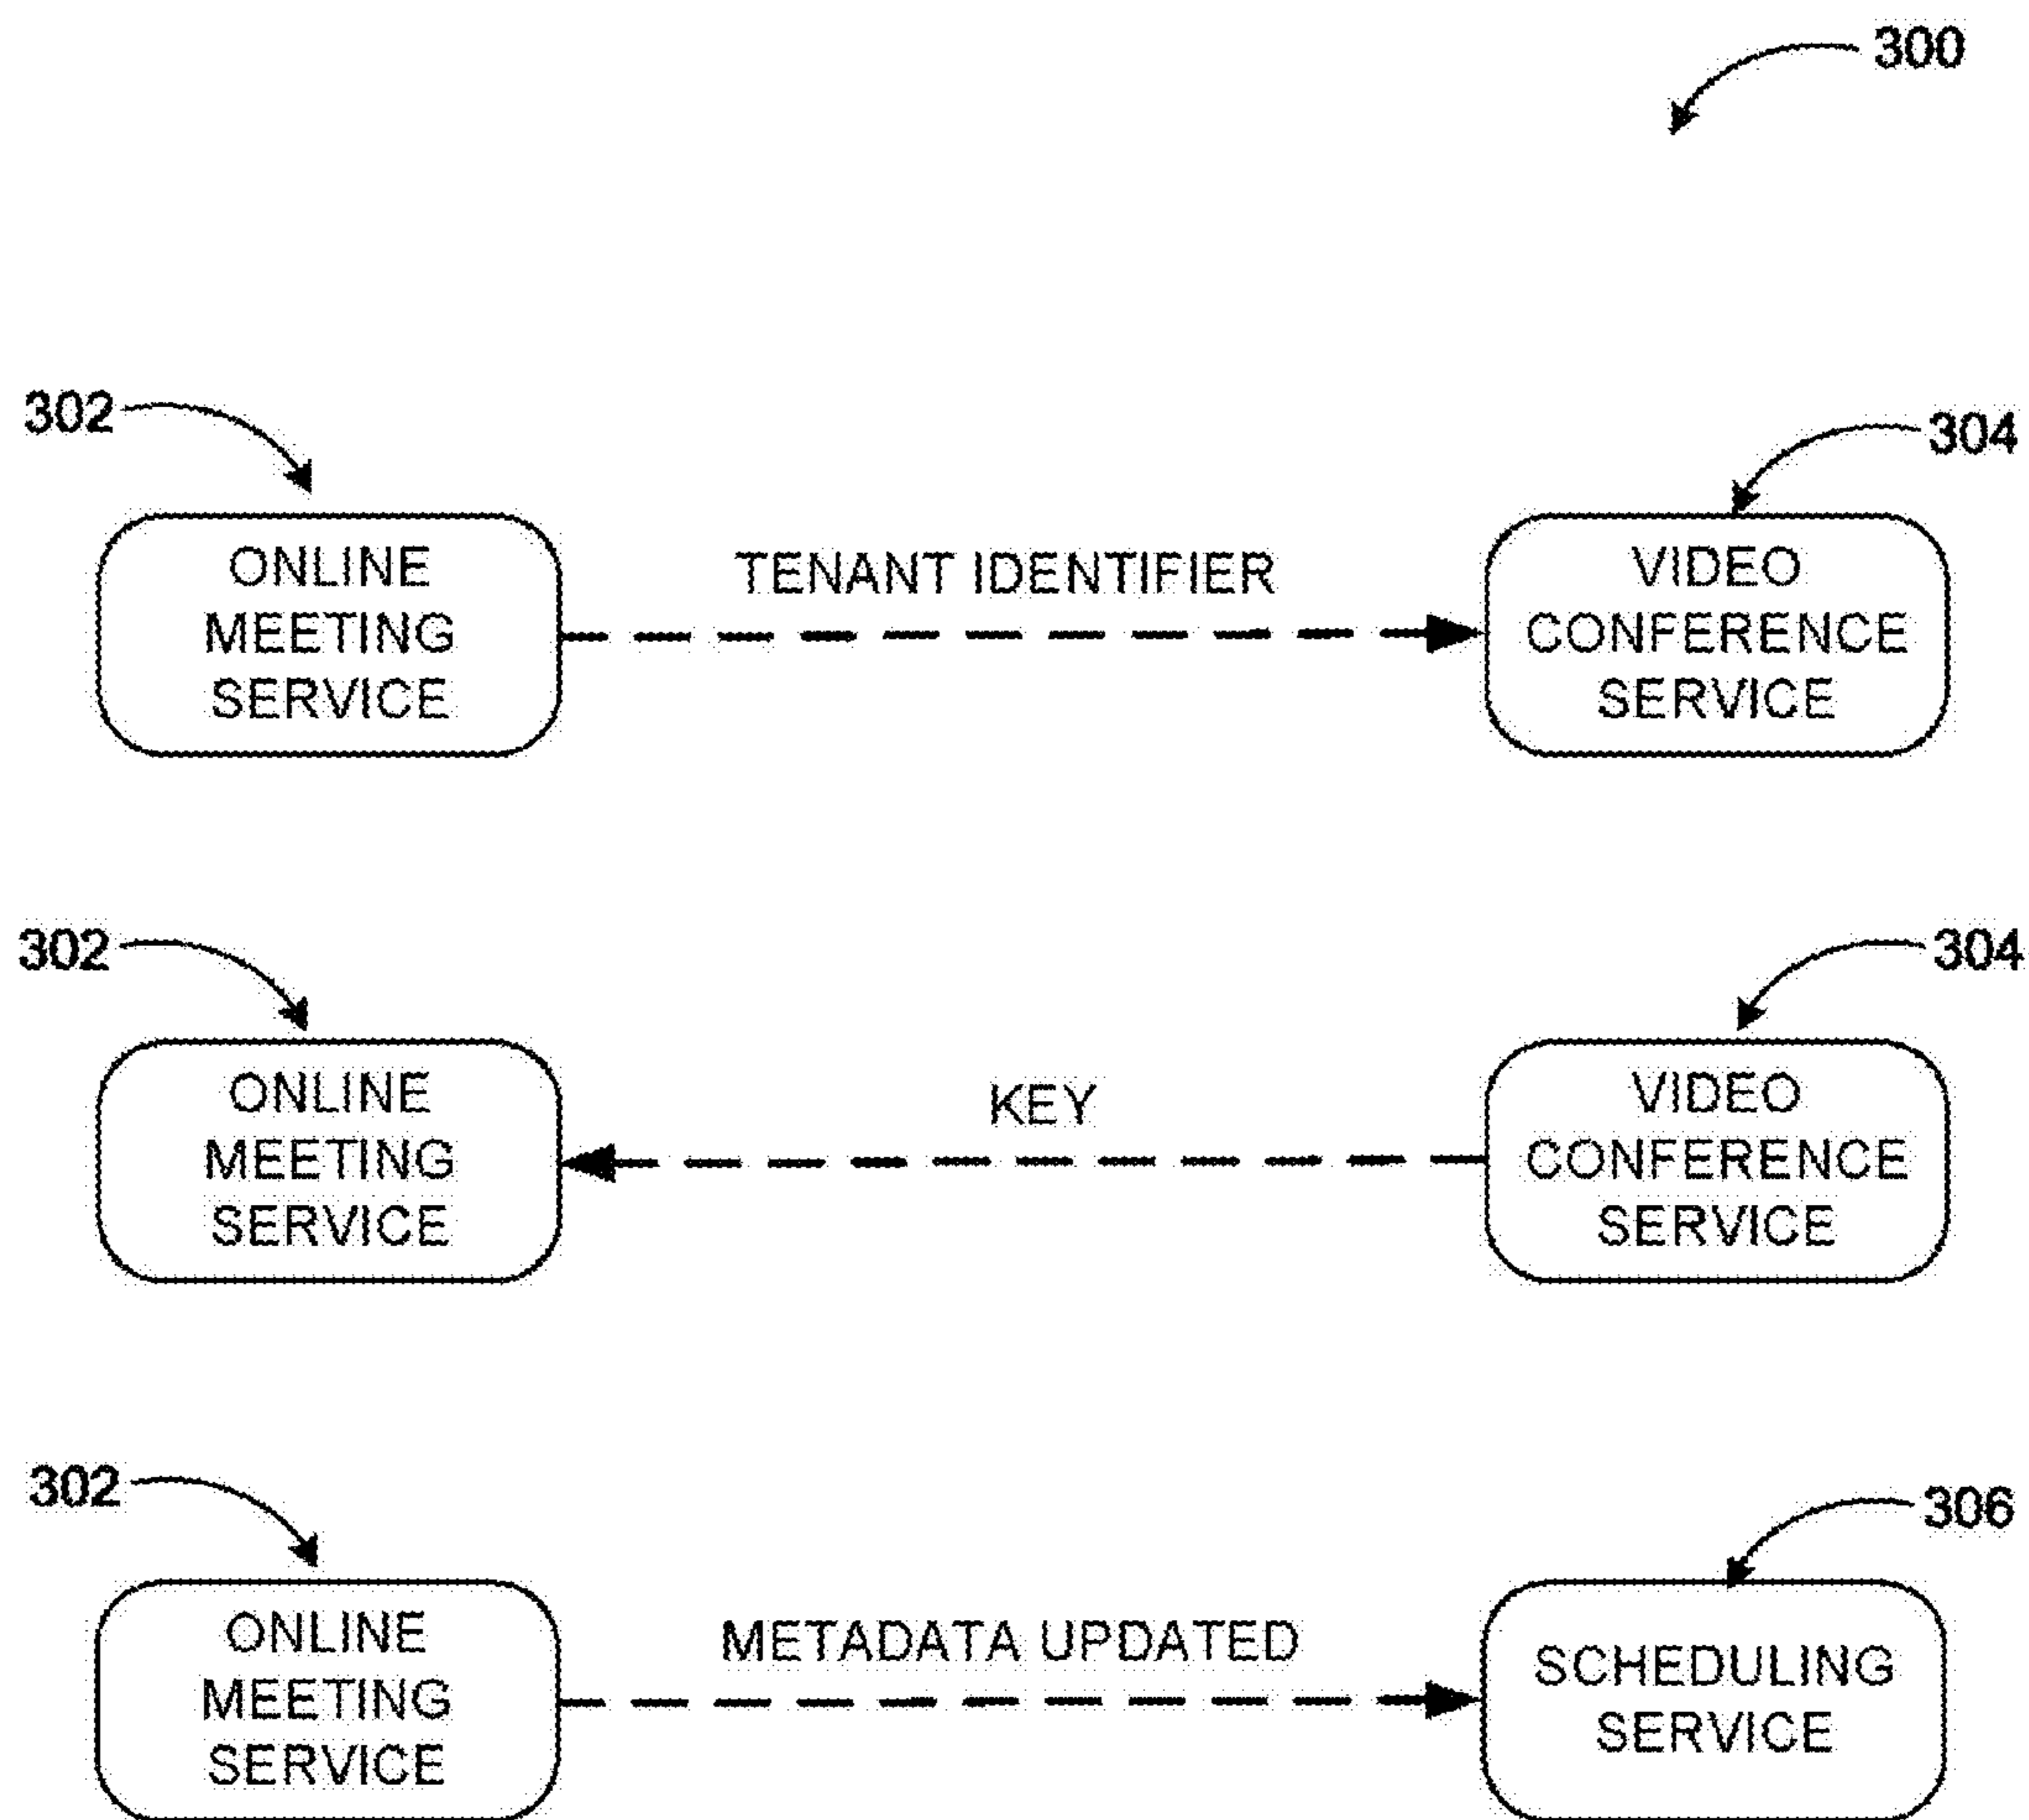 300
302
304
ONLINE
MEETING
SERVICE
TENANT IDENTIFIER
VIDEO
CONFERENCE
SERVICE
302
304
ONLINE
MEETING
SERVICE
KEY
VIDEO
CONFERENCE
SERVICE
302
306
ONLINE
MEETING
SERVICE
METADATA UPDATED
SCHEDULING
SERVICE